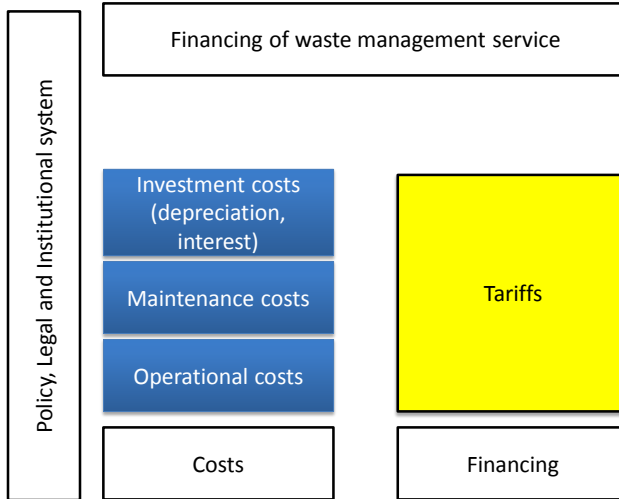 Financing of waste management service
Policy, Legal and Institutional system
Investment costs
(depreciation,
interest)
Maintenance costs
Operational costs
Tariffs
Costs
Financing